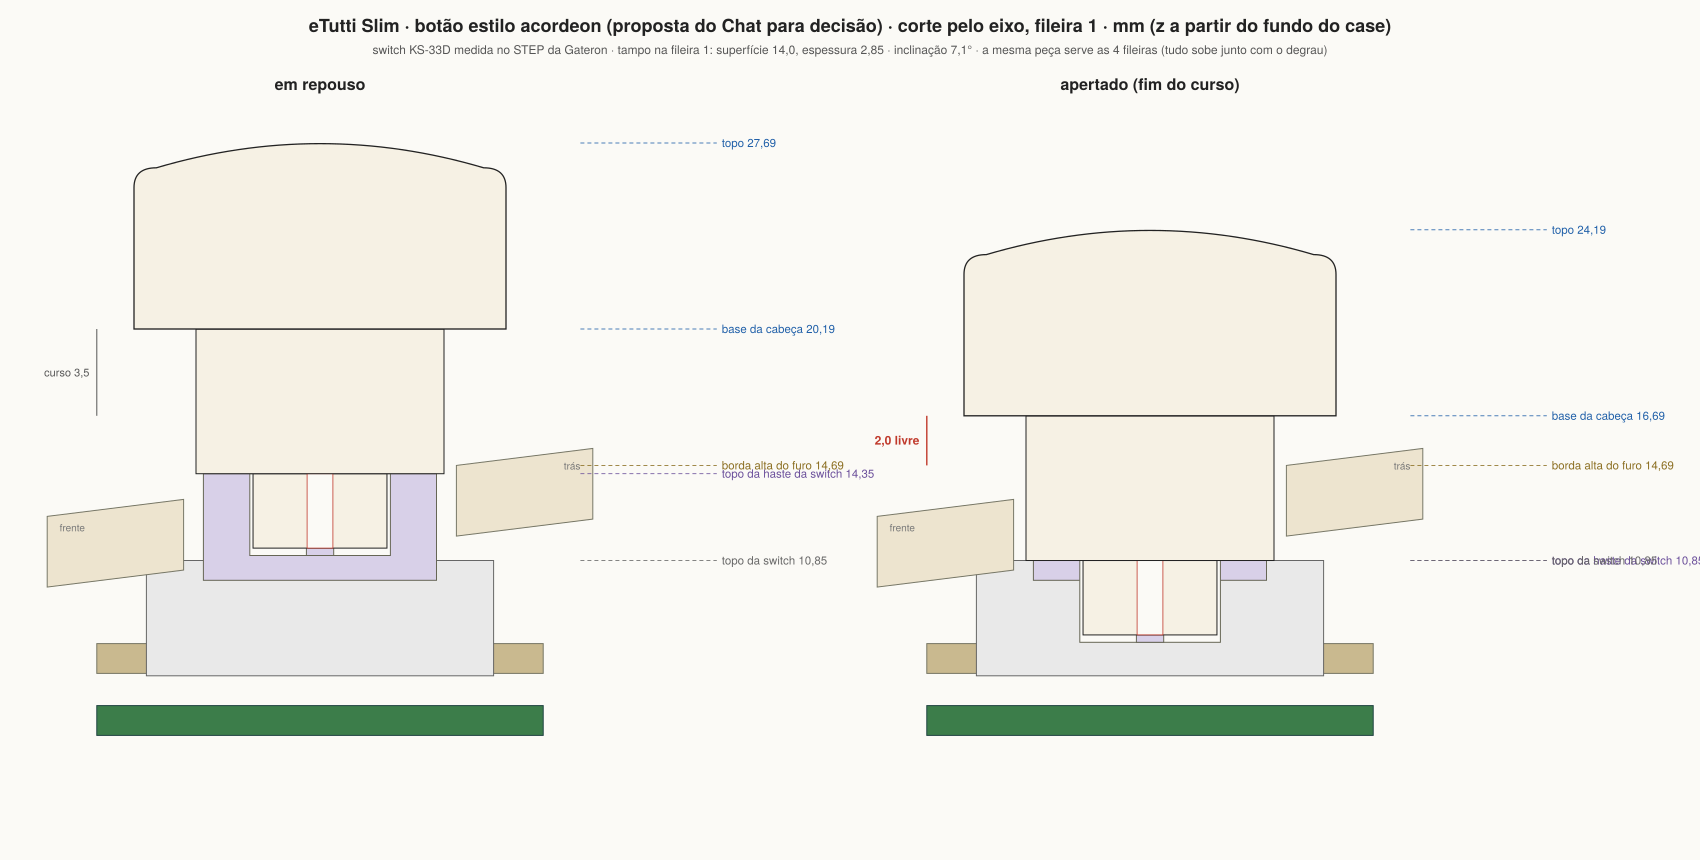 eTutti Slim · botão estilo acordeon (proposta do Chat para decisão) · corte pelo eixo, fileira 1 · mm (z a partir do fundo do case)
switch KS-33D medida no STEP da Gateron · tampo na fileira 1: superfície 14,0, espessura 2,85 · inclinação 7,1° · a mesma peça serve as 4 fileiras (tudo sobe junto com o degrau)
em repouso
topo 27,69
base da cabeça 20,19
curso 3,5
trás
borda alta do furo 14,69
topo da haste da switch 14,35
frente
topo da switch 10,85
apertado (fim do curso)
topo 24,19
base da cabeça 16,69
2,0 livre
trás
borda alta do furo 14,69
frente
topo da